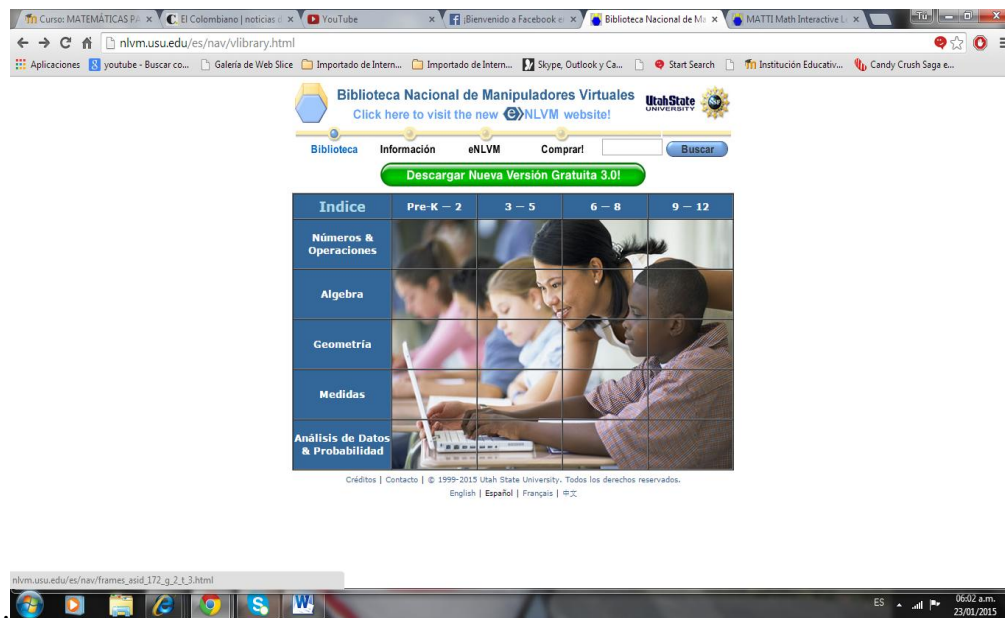 Curso: MATEMÁTICAS PA
El Colombiano | noticias d
YouTube
¡Bienvenido a Facebook e
Biblioteca Nacional de Ma
MATTI Math Interactive Li
Tu
nlvm.usu.edu/es/nav/vlibrary.html
Aplicaciones
youtube - Buscar co...
Galería de Web Slice
Importado de Intern...
Importado de Intern...
Skype, Outlook y Ca...
Start Search
Institución Educativ...
Candy Crush Saga e...
Biblioteca Nacional de Manipuladores Virtuales
Click here to visit the new eNLVM website!
UtahState
UNIVERSITY
Biblioteca Información eNLVM Comprar! Buscar
Descargar Nueva Versión Gratuita 3.0!
Indice Pre-K — 2 3 — 5 6 — 8 9 — 12
Números &
Operaciones
Algebra
Geometría
Medidas
Análisis de Datos
& Probabilidad
Créditos | Contacto | © 1999-2015 Utah State University. Todos los derechos reservados.
English | Español | Français | 中文
nlvm.usu.edu/es/nav/frames_asid_172_g_2_t_3.html
ES
06:02 a.m.
23/01/2015